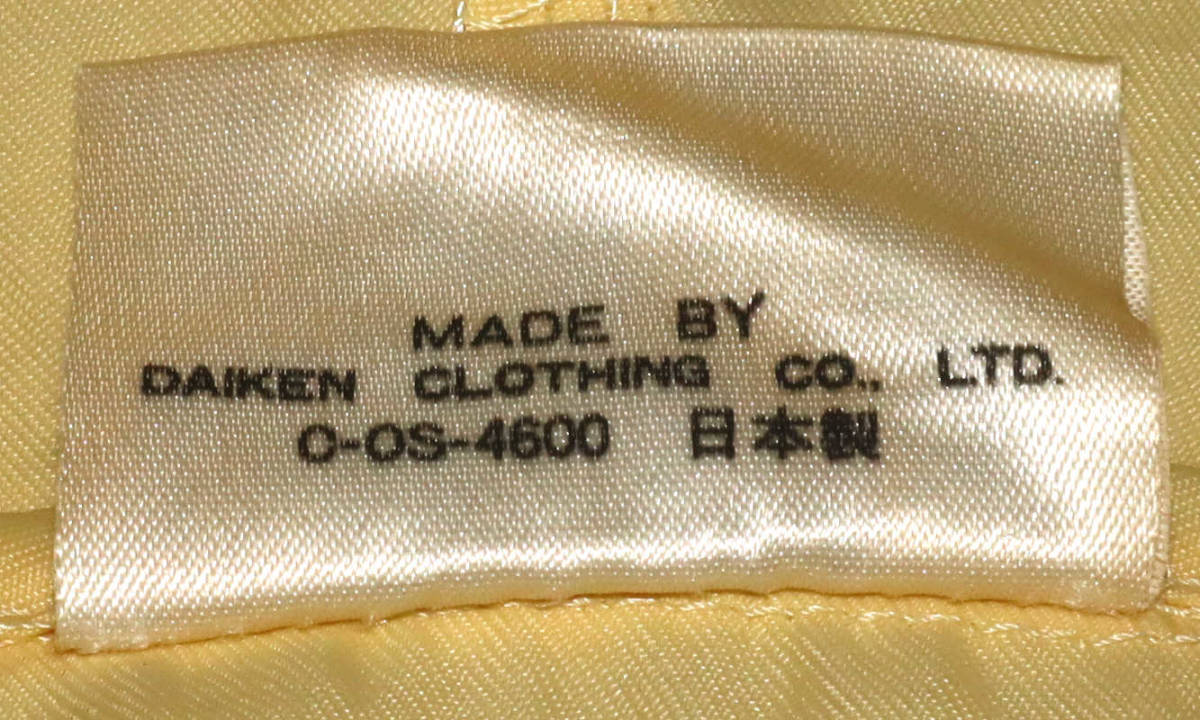 MADE BY
DAIKEN CLOTHING CO., LTD.
O-OS-4600 日本製